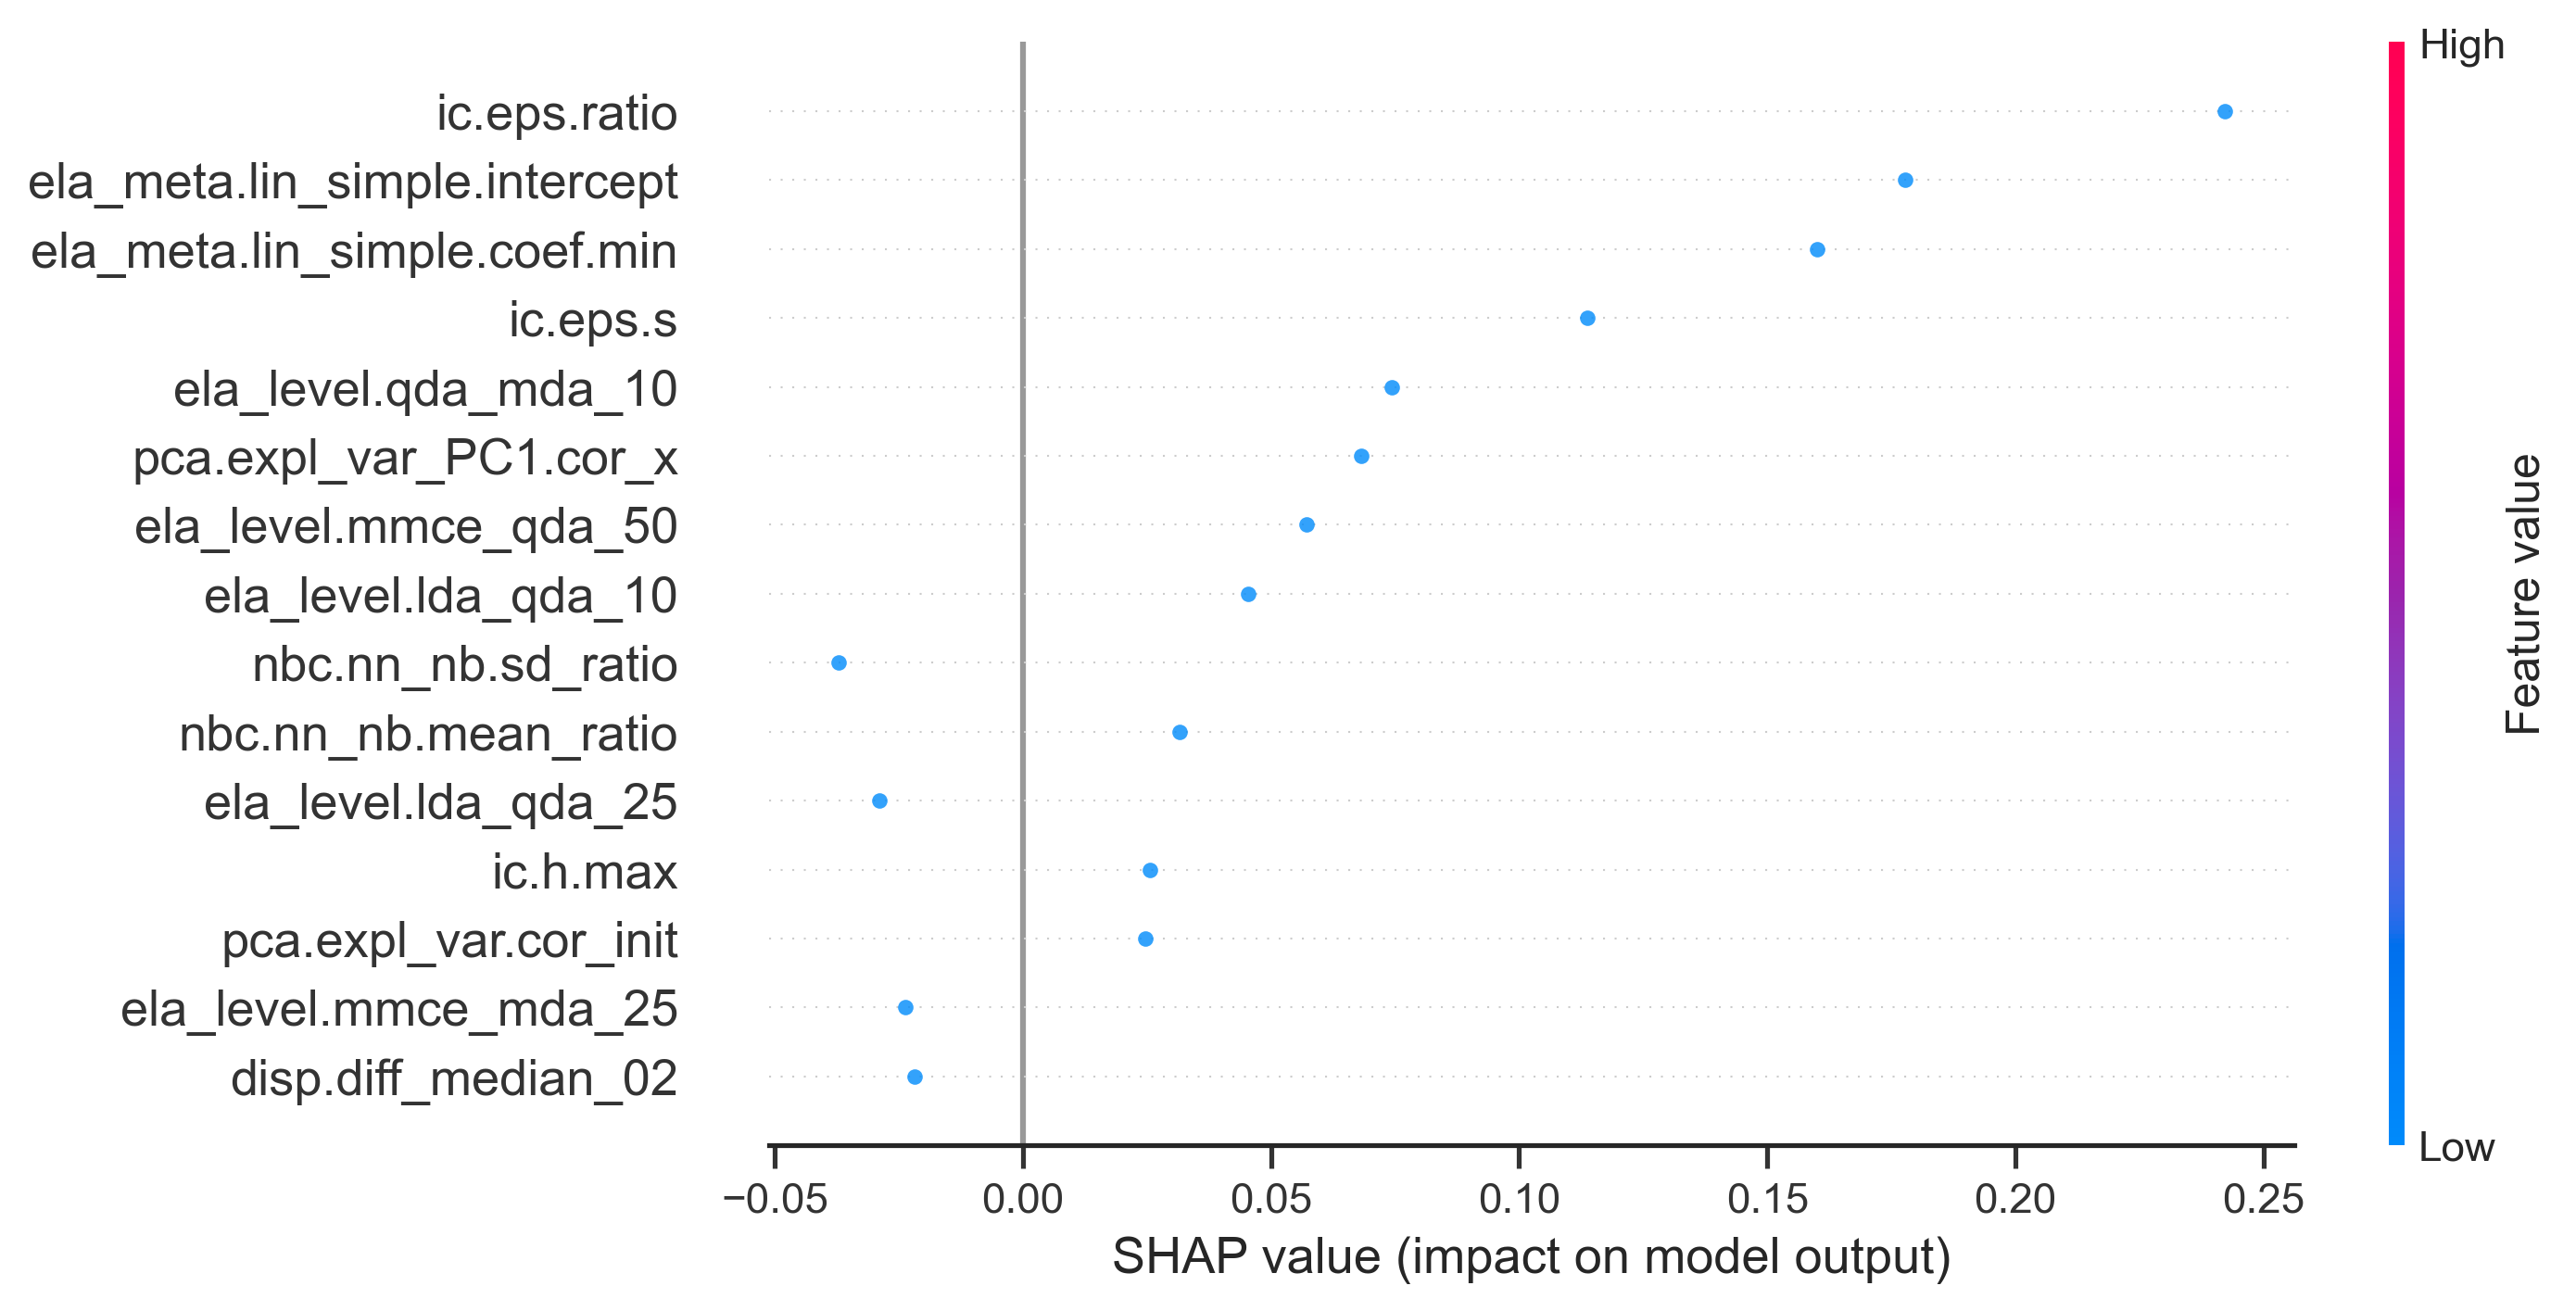 High
ic.eps.ratio
ela_meta.lin_simple.intercept
ela_meta.lin_simple.coef.min
ic.eps.s
ela_level.qda_mda_10
pca.expl_var_PC1.cor_x
ela_level.mmce_qda_50
ela_level.lda_qda_10
nbc.nn_nb.sd_ratio
nbc.nn_nb.mean_ratio
ela_level.lda_qda_25
ic.h.max
pca.expl_var.cor_init
ela_level.mmce_mda_25
disp.diff_median_02
Feature value
Low
−0.05 0.00 0.05 0.10 0.15 0.20 0.25
SHAP value (impact on model output)